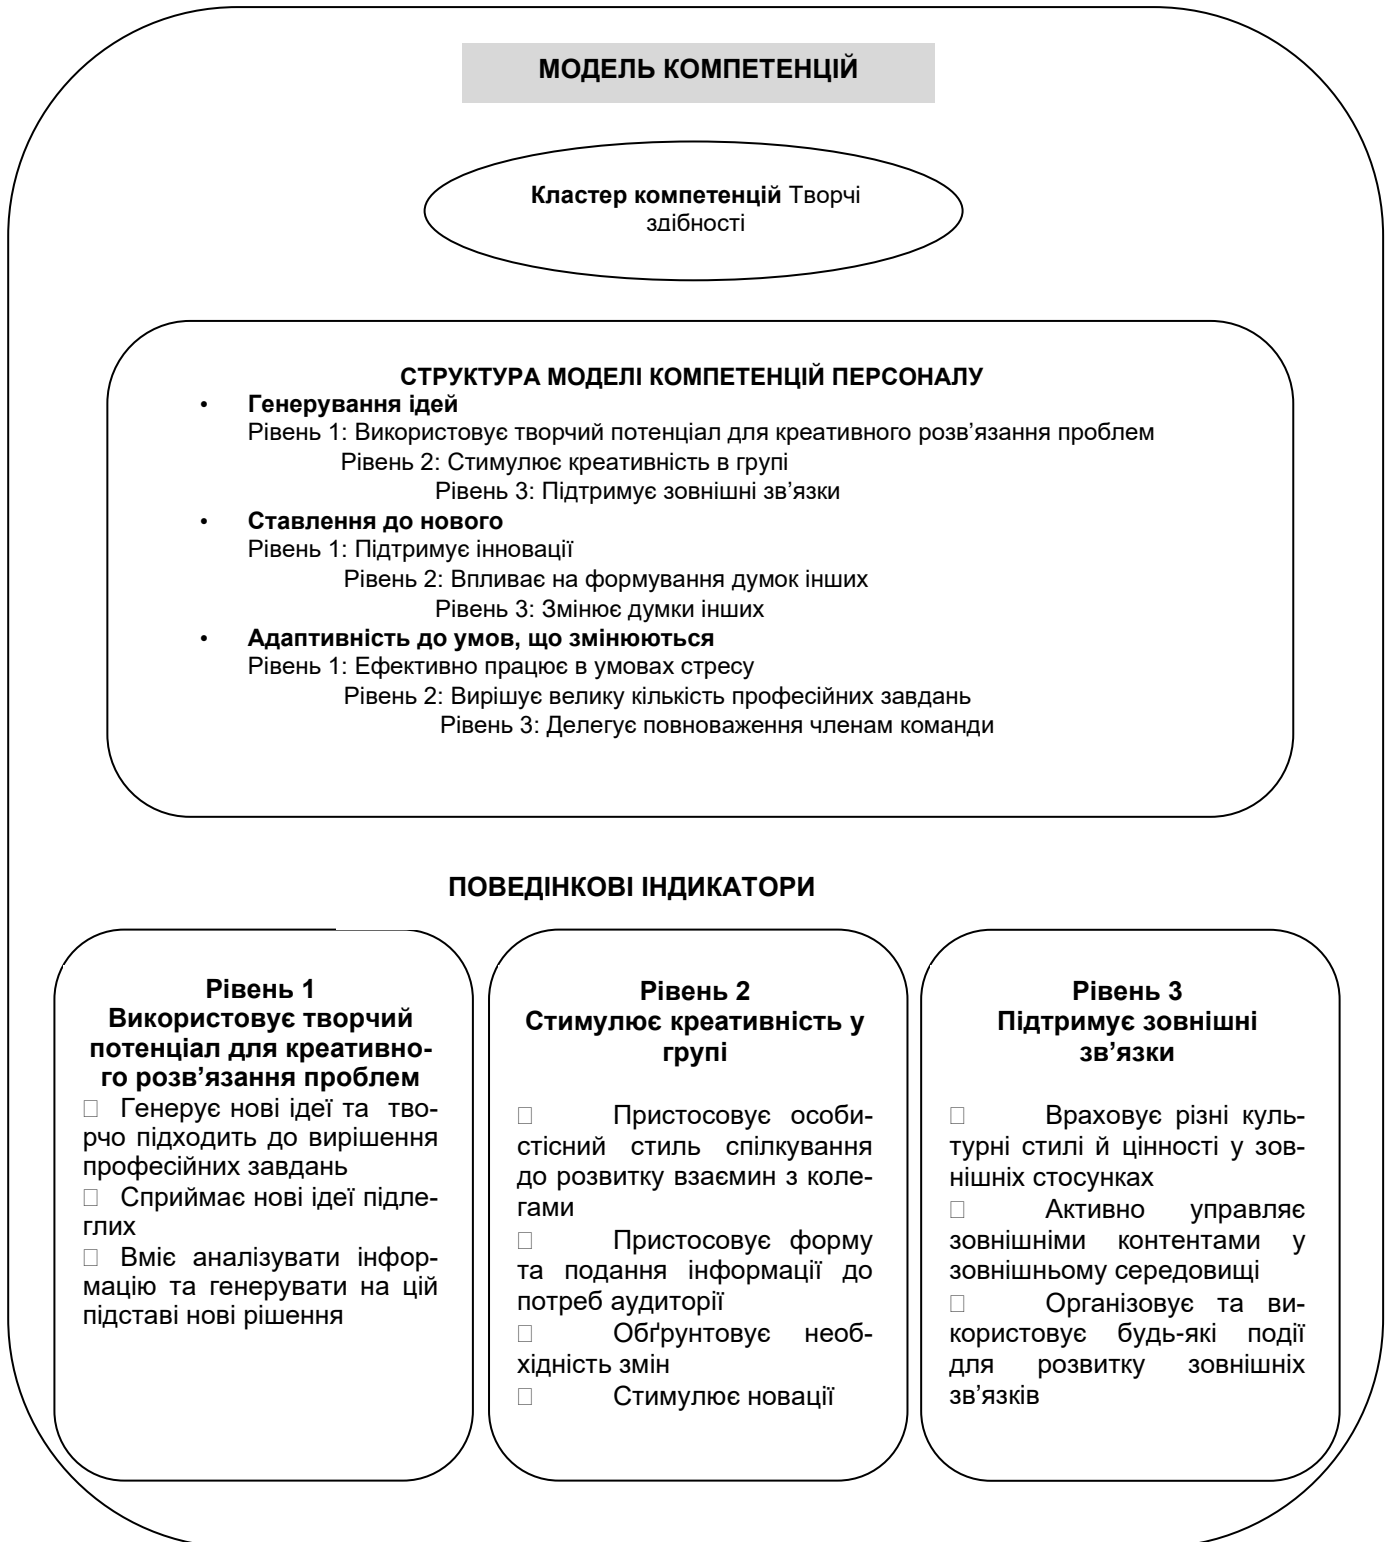 МОДЕЛЬ КОМПЕТЕНЦІЙ
Кластер компетенцій Творчі
здібності
СТРУКТУРА МОДЕЛІ КОМПЕТЕНЦІЙ ПЕРСОНАЛУ
• Генерування ідей
Рівень 1: Використовує творчий потенціал для креативного розв’язання проблем
Рівень 2: Стимулює креативність в групі
Рівень 3: Підтримує зовнішні зв’язки
• Ставлення до нового
Рівень 1: Підтримує інновації
Рівень 2: Впливає на формування думок інших
Рівень 3: Змінює думки інших
• Адаптивність до умов, що змінюються
Рівень 1: Ефективно працює в умовах стресу
Рівень 2: Вирішує велику кількість професійних завдань
Рівень 3: Делегує повноваження членам команди
ПОВЕДІНКОВІ ІНДИКАТОРИ
Рівень 1
Використовує творчий
потенціал для креативно-
го розв’язання проблем
□ Генерує нові ідеї та тво-
рчо підходить до вирішення
професійних завдань
□ Сприймає нові ідеї підле-
глих
□ Вміє аналізувати інфор-
мацію та генерувати на цій
підставі нові рішення
Рівень 2
Стимулює креативність у
групі
□ Пристосовує особи-
стісний стиль спілкування
до розвитку взаємин з коле-
гами
□ Пристосовує форму
та подання інформації до
потреб аудиторії
□ Обґрунтовує необ-
хідність змін
□ Стимулює новації
Рівень 3
Підтримує зовнішні
зв’язки
□ Враховує різні куль-
турні стилі й цінності у зов-
нішніх стосунках
□ Активно управляє
зовнішніми контентами у
зовнішньому середовищі
□ Організовує та ви-
користовує будь-які події
для розвитку зовнішніх
зв’язків